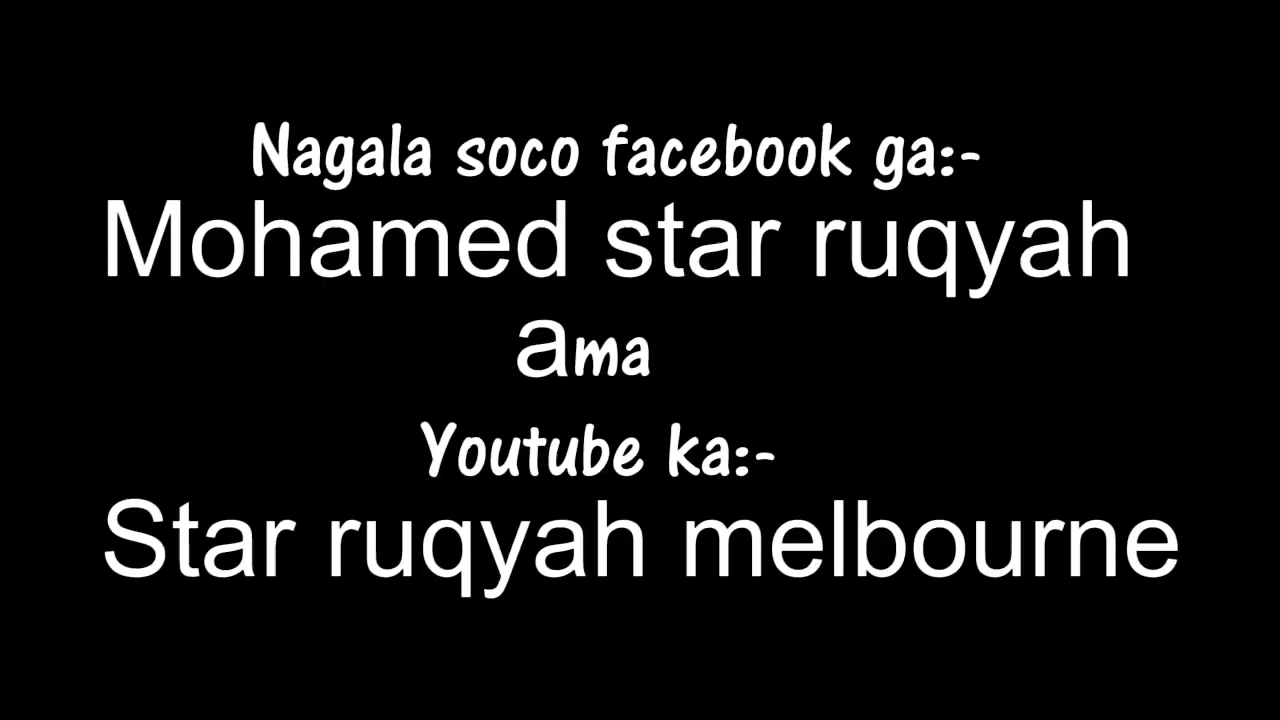 Nagala soco facebook ga:-
Mohamed star ruqyah
ama
Youtube ka:-
Star ruqyah melbourne